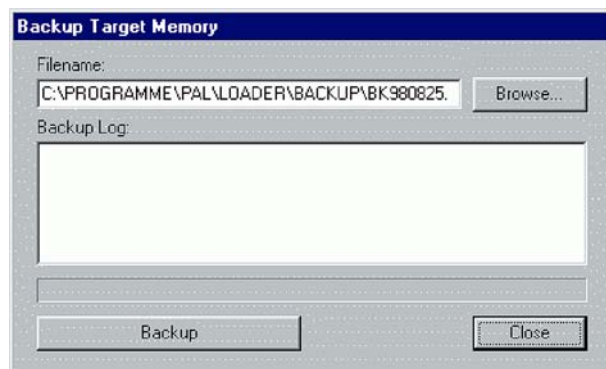 Backup Target Memory
Filename:
C:\PROGRAMME\PAL\LOADER\BACKUP\BK980825.
Browse...
Backup Log:
Backup
Close